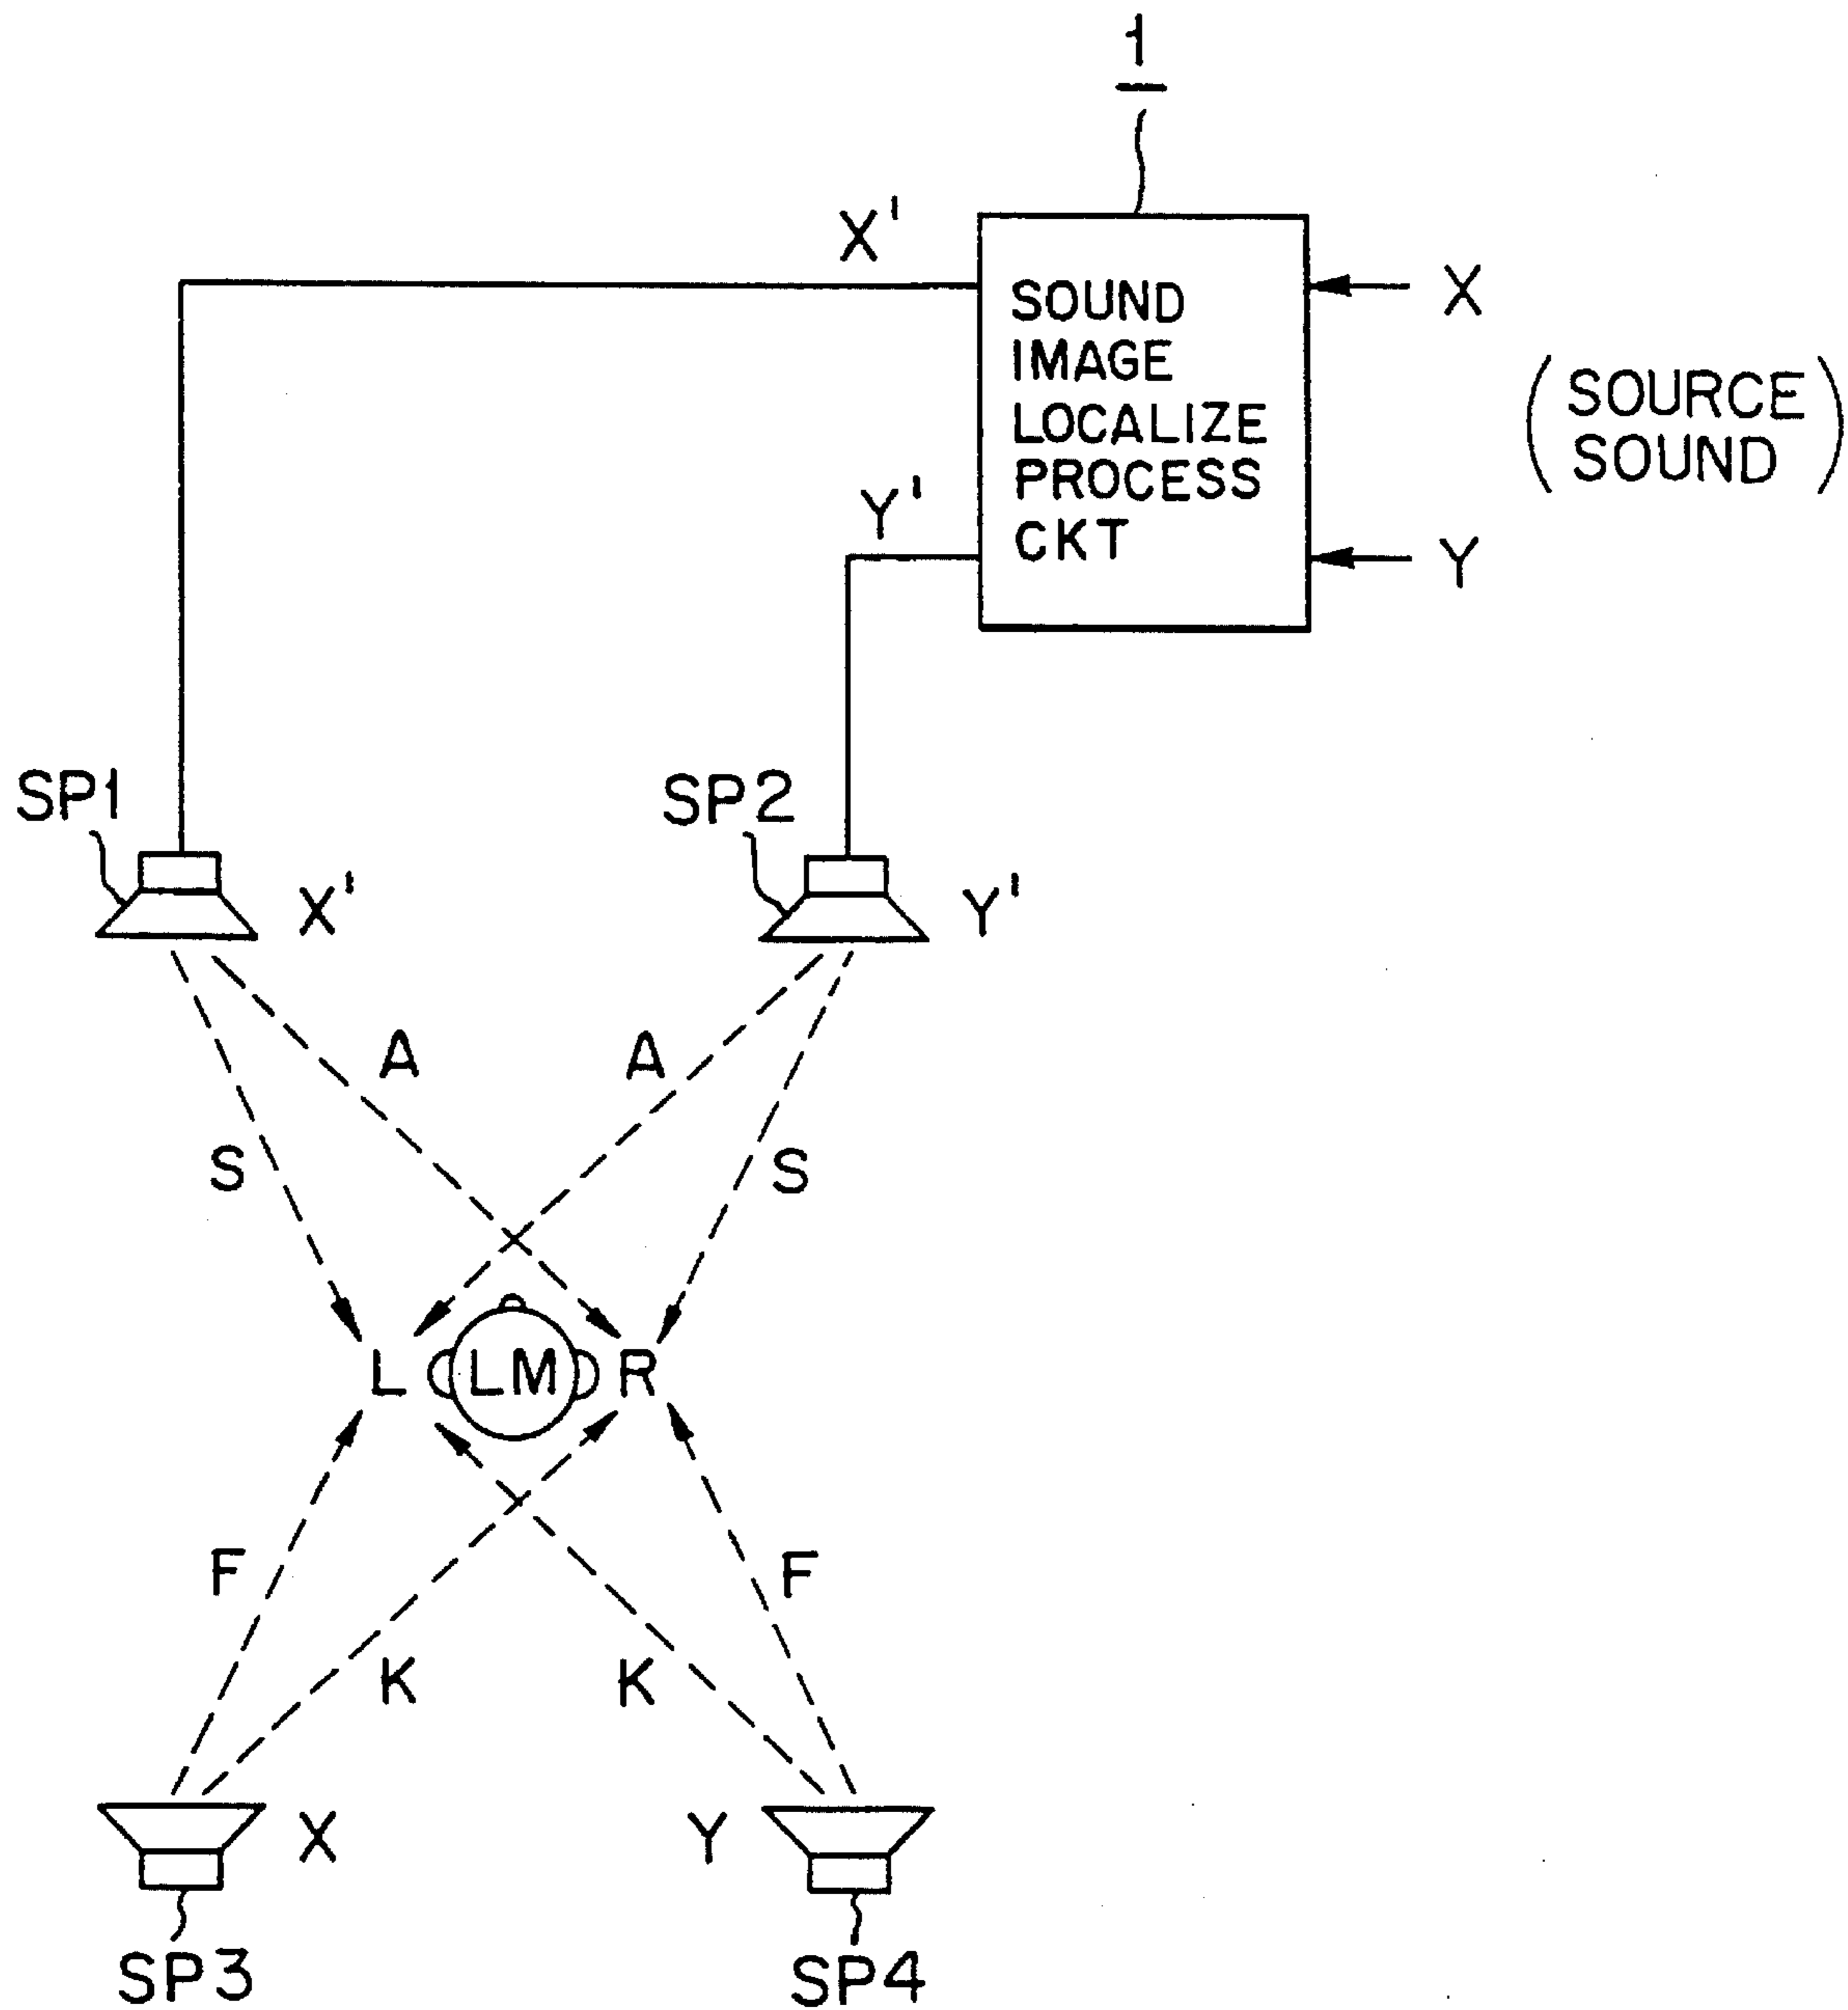 1
X'
SOUND
IMAGE
LOCALIZE
PROCESS
CKT
X
(SOURCE
SOUND)
Y'
Y
SP1
SP2
X'
Y'
A
A
S
S
L
LM
R
F
F
K
K
X
Y
SP3
SP4